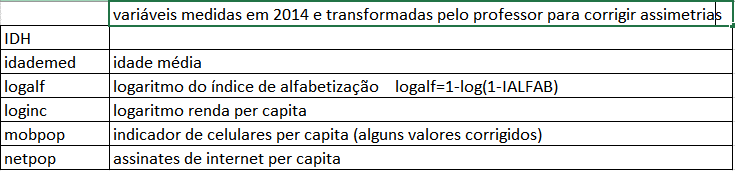 variáveis medidas em 2014 e transformadas pelo professor para corrigir assimetrias
IDH
idademed idade média
logalf logaritmo do índice de alfabetização logalf=1-log(1-IALFAB)
loginc logaritmo renda per capita
mobpop indicador de celulares per capita (alguns valores corrigidos)
netpop assinates de internet per capita